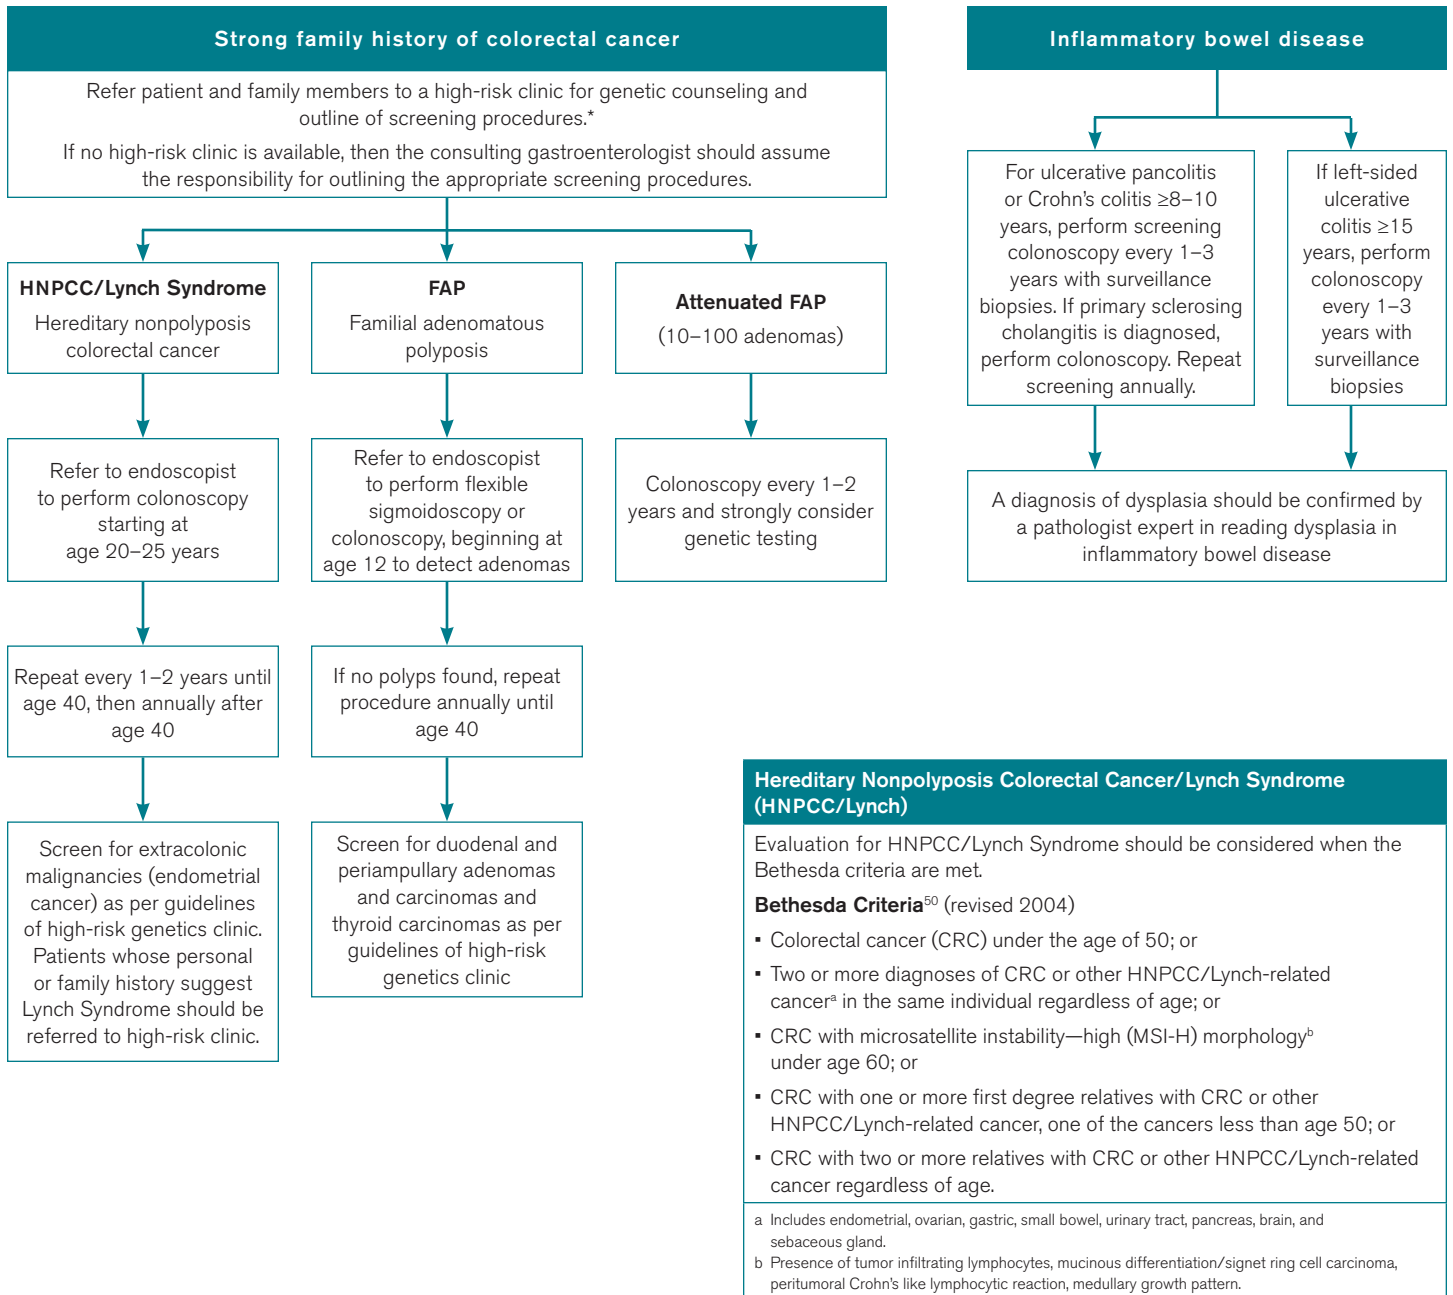 Strong family history of colorectal cancer
Refer patient and family members to a high-risk clinic for genetic counseling and
outline of screening procedures.*
If no high-risk clinic is available, then the consulting gastroenterologist should assume
the responsibility for outlining the appropriate screening procedures.
HNPCC/Lynch Syndrome
Hereditary nonpolyposis
colorectal cancer
Refer to endoscopist
to perform colonoscopy
starting at
age 20–25 years
Repeat every 1–2 years until
age 40, then annually after
age 40
Screen for extracolonic
malignancies (endometrial
cancer) as per guidelines
of high-risk genetics clinic.
Patients whose personal
or family history suggest
Lynch Syndrome should be
referred to high-risk clinic.
FAP
Familial adenomatous
polyposis
Refer to endoscopist
to perform flexible
sigmoidoscopy or
colonoscopy, beginning at
age 12 to detect adenomas
If no polyps found, repeat
procedure annually until
age 40
Screen for duodenal and
periampullary adenomas
and carcinomas and
thyroid carcinomas as per
guidelines of high-risk
genetics clinic
Attenuated FAP
(10–100 adenomas)
Colonoscopy every 1–2
years and strongly consider
genetic testing
Inflammatory bowel disease
For ulcerative pancolitis
or Crohn's colitis ≥8–10
years, perform screening
colonoscopy every 1–3
years with surveillance
biopsies. If primary sclerosing
cholangitis is diagnosed,
perform colonoscopy. Repeat
screening annually.
If left-sided
ulcerative
colitis ≥15
years, perform
colonoscopy
every 1–3
years with
surveillance
biopsies
A diagnosis of dysplasia should be confirmed by
a pathologist expert in reading dysplasia in
inflammatory bowel disease
Hereditary Nonpolyposis Colorectal Cancer/Lynch Syndrome
(HNPCC/Lynch)
Evaluation for HNPCC/Lynch Syndrome should be considered when the
Bethesda criteria are met.
Bethesda Criteria⁵⁰ (revised 2004)
▪ Colorectal cancer (CRC) under the age of 50; or
▪ Two or more diagnoses of CRC or other HNPCC/Lynch-related
cancerᵃ in the same individual regardless of age; or
▪ CRC with microsatellite instability—high (MSI-H) morphologyᵇ
under age 60; or
▪ CRC with one or more first degree relatives with CRC or other
HNPCC/Lynch-related cancer, one of the cancers less than age 50; or
▪ CRC with two or more relatives with CRC or other HNPCC/Lynch-related
cancer regardless of age.
a Includes endometrial, ovarian, gastric, small bowel, urinary tract, pancreas, brain, and
sebaceous gland.
b Presence of tumor infiltrating lymphocytes, mucinous differentiation/signet ring cell carcinoma,
peritumoral Crohn's like lymphocytic reaction, medullary growth pattern.